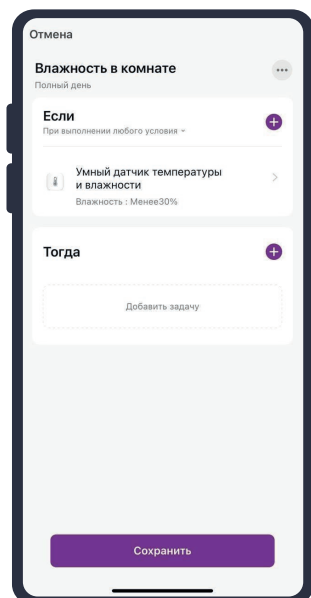 Отмена
Влажность в комнате
Полный день
Если
При выполнении любого условия
Умный датчик температуры
и влажности
Влажность : Менее30%
Тогда
Добавить задачу
Сохранить